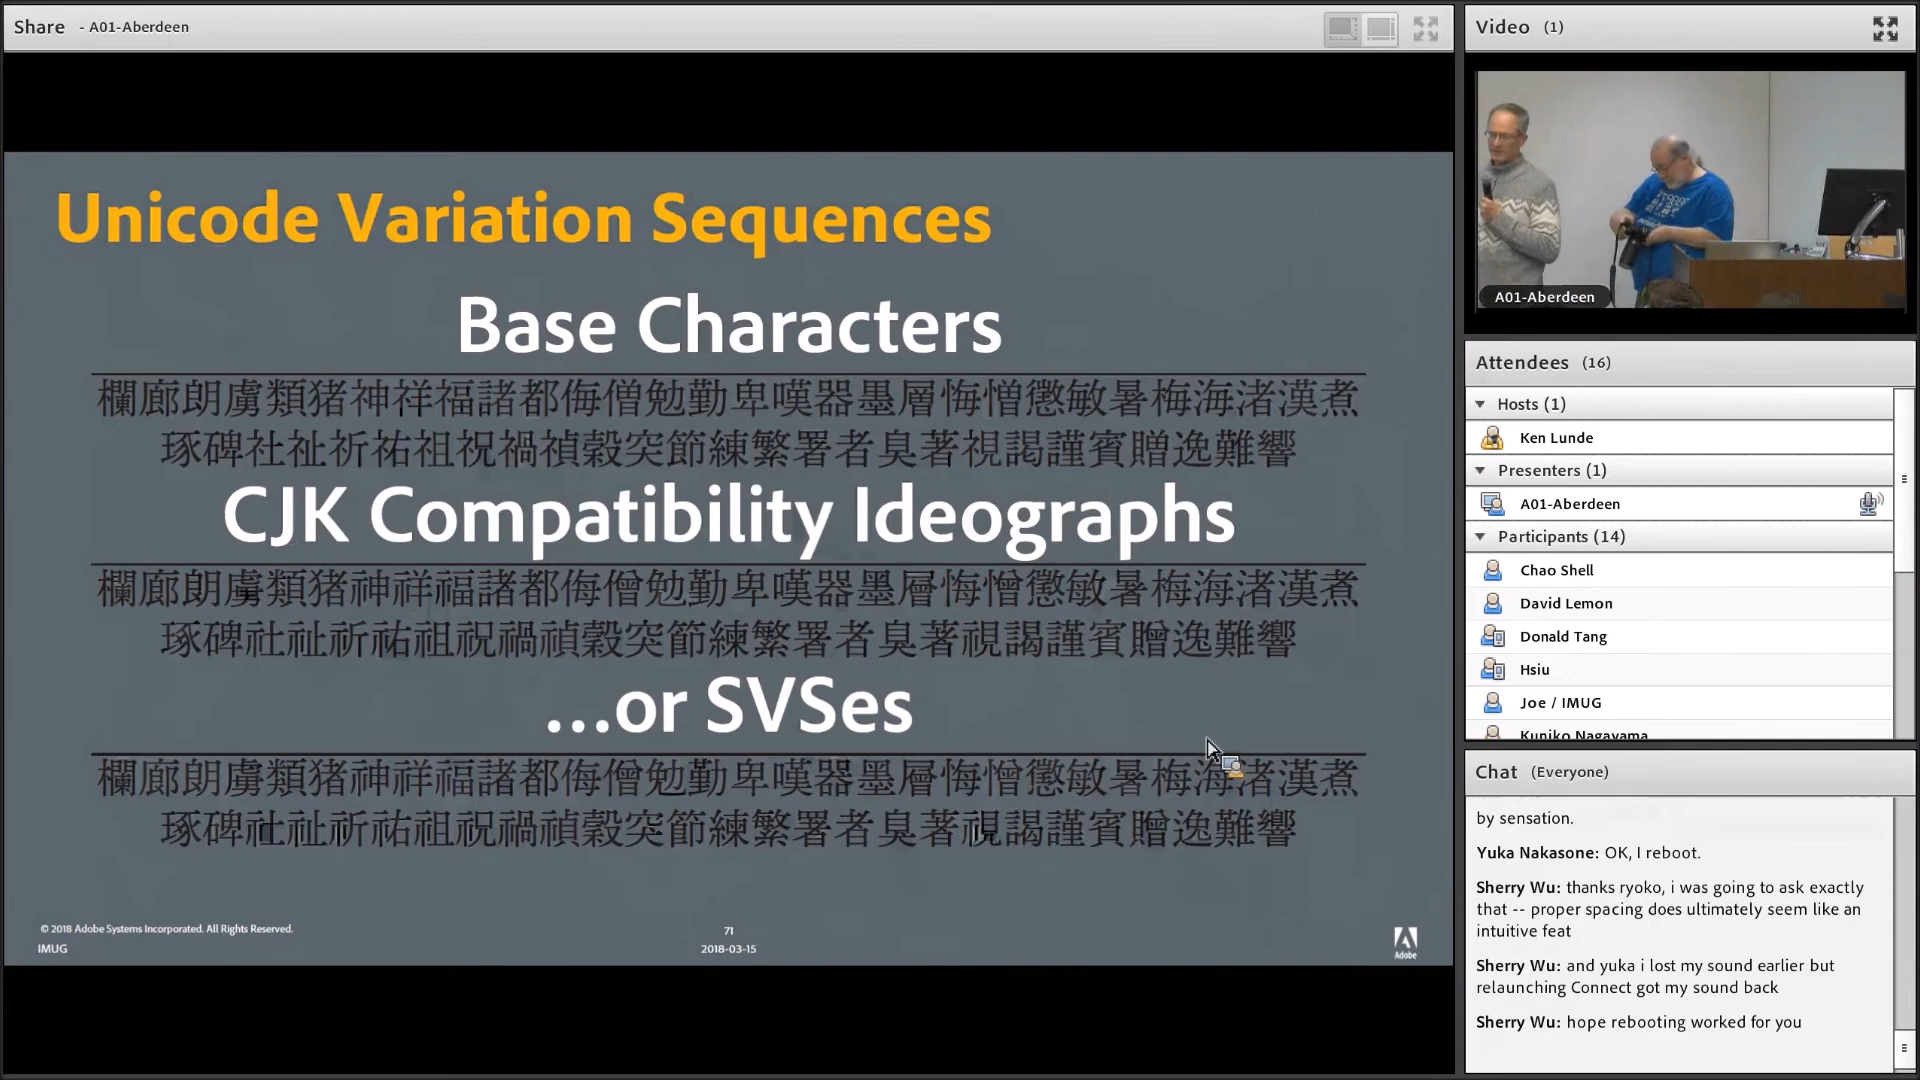 Share - A01-Aberdeen
Unicode Variation Sequences
Base Characters
欄廊朗虜類猪神祥福諸都侮僧勉勤卑嘆器墨層悔憎懲敏暑梅海渚漢煮
琢碑社祉祈祐祖祝禍禎穀突節練繁署者臭著視謁謹賓贈逸難響
CJK Compatibility Ideographs
欄廊朗虜類猪神祥福諸都侮僧勉勤卑嘆器墨層悔憎懲敏暑梅海渚漢煮
琢碑社祉祈祐祖祝禍禎穀突節練繁署者臭著視謁謹賓贈逸難響
...or SVSes
欄廊朗虜類猪神祥福諸都侮僧勉勤卑嘆器墨層悔憎懲敏暑梅海渚漢煮
琢碑社祉祈祐祖祝禍禎穀突節練繁署者臭著視謁謹賓贈逸難響
© 2018 Adobe Systems Incorporated. All Rights Reserved.
IMUG
71
2018-03-15
Adobe
Video (1)
A01-Aberdeen
Attendees (16)
Hosts (1)
Ken Lunde
Presenters (1)
A01-Aberdeen
Participants (14)
Chao Shell
David Lemon
Donald Tang
Hsiu
Joe / IMUG
Kuniko Nagayama
Chat (Everyone)
by sensation.
Yuka Nakasone: OK, I reboot.
Sherry Wu: thanks ryoko, i was going to ask exactly
that -- proper spacing does ultimately seem like an
intuitive feat
Sherry Wu: and yuka i lost my sound earlier but
relaunching Connect got my sound back
Sherry Wu: hope rebooting worked for you